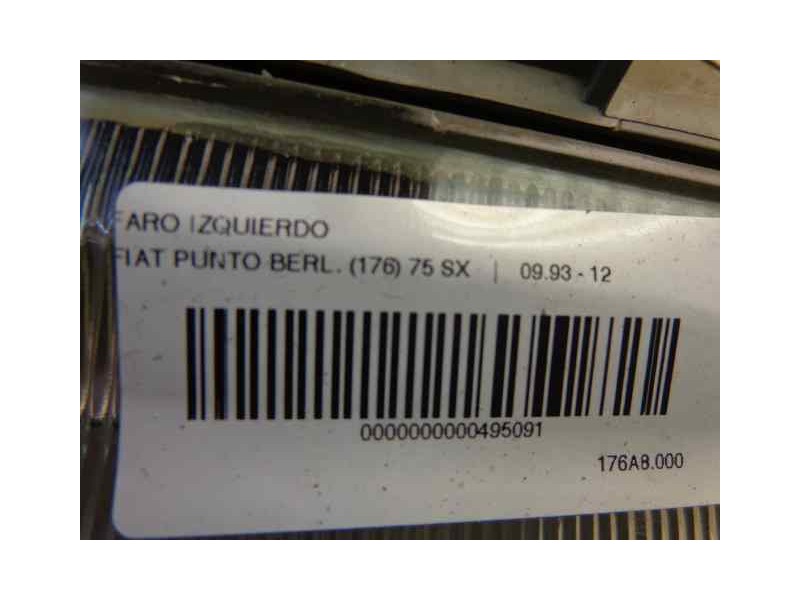 FARO IZQUIERDO
FIAT PUNTO BERL. (176) 75 SX | 09.93 - 12
0000000000495091
176A8.000